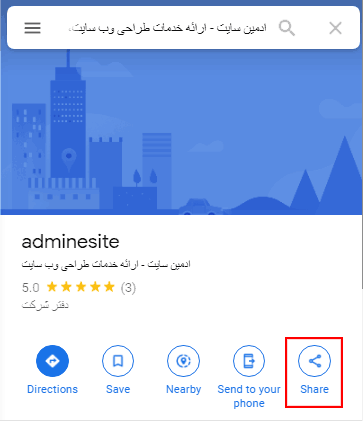 ادمین سایت - ارائه خدمات طراحی وب سایت،
adminesite
ادمین سایت - ارائه خدمات طراحی وب سایت
5.0 (3)
دفتر شرکت
Directions
Save
Nearby
Send to your phone
Share